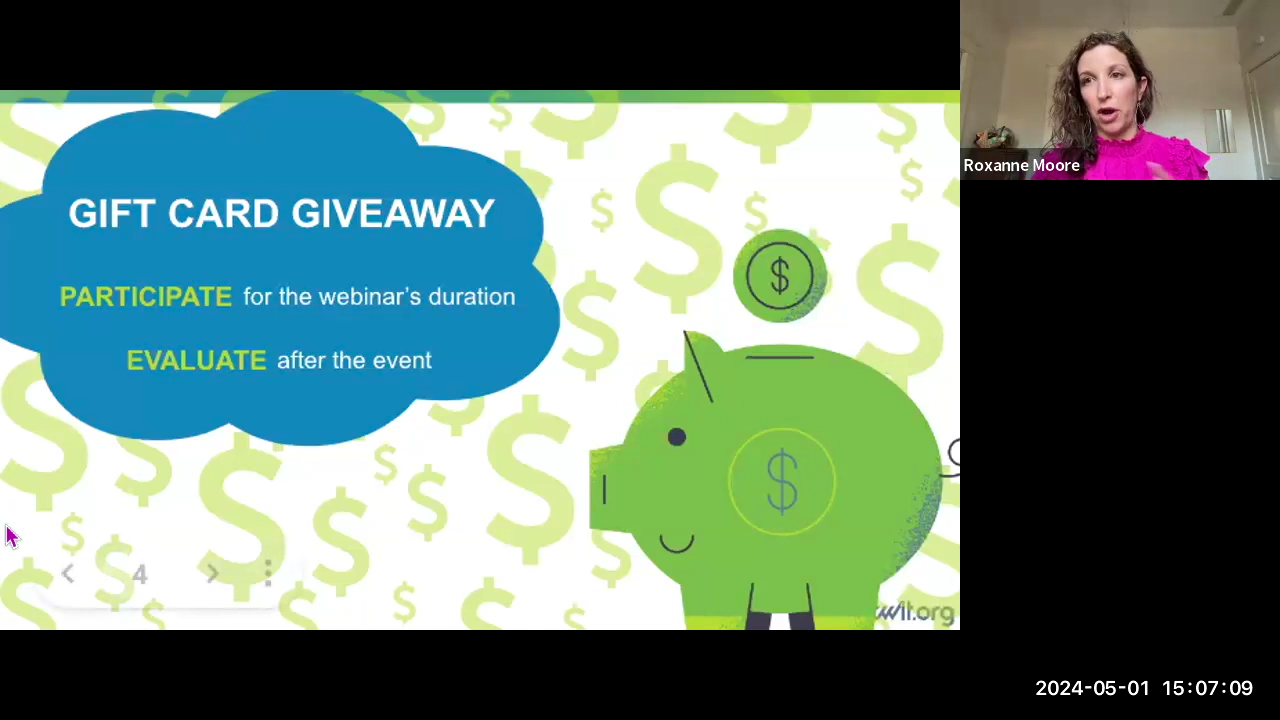 GIFT CARD GIVEAWAY
PARTICIPATE for the webinar's duration
EVALUATE after the event
4
Roxanne Moore
2024-05-01 15:07:09